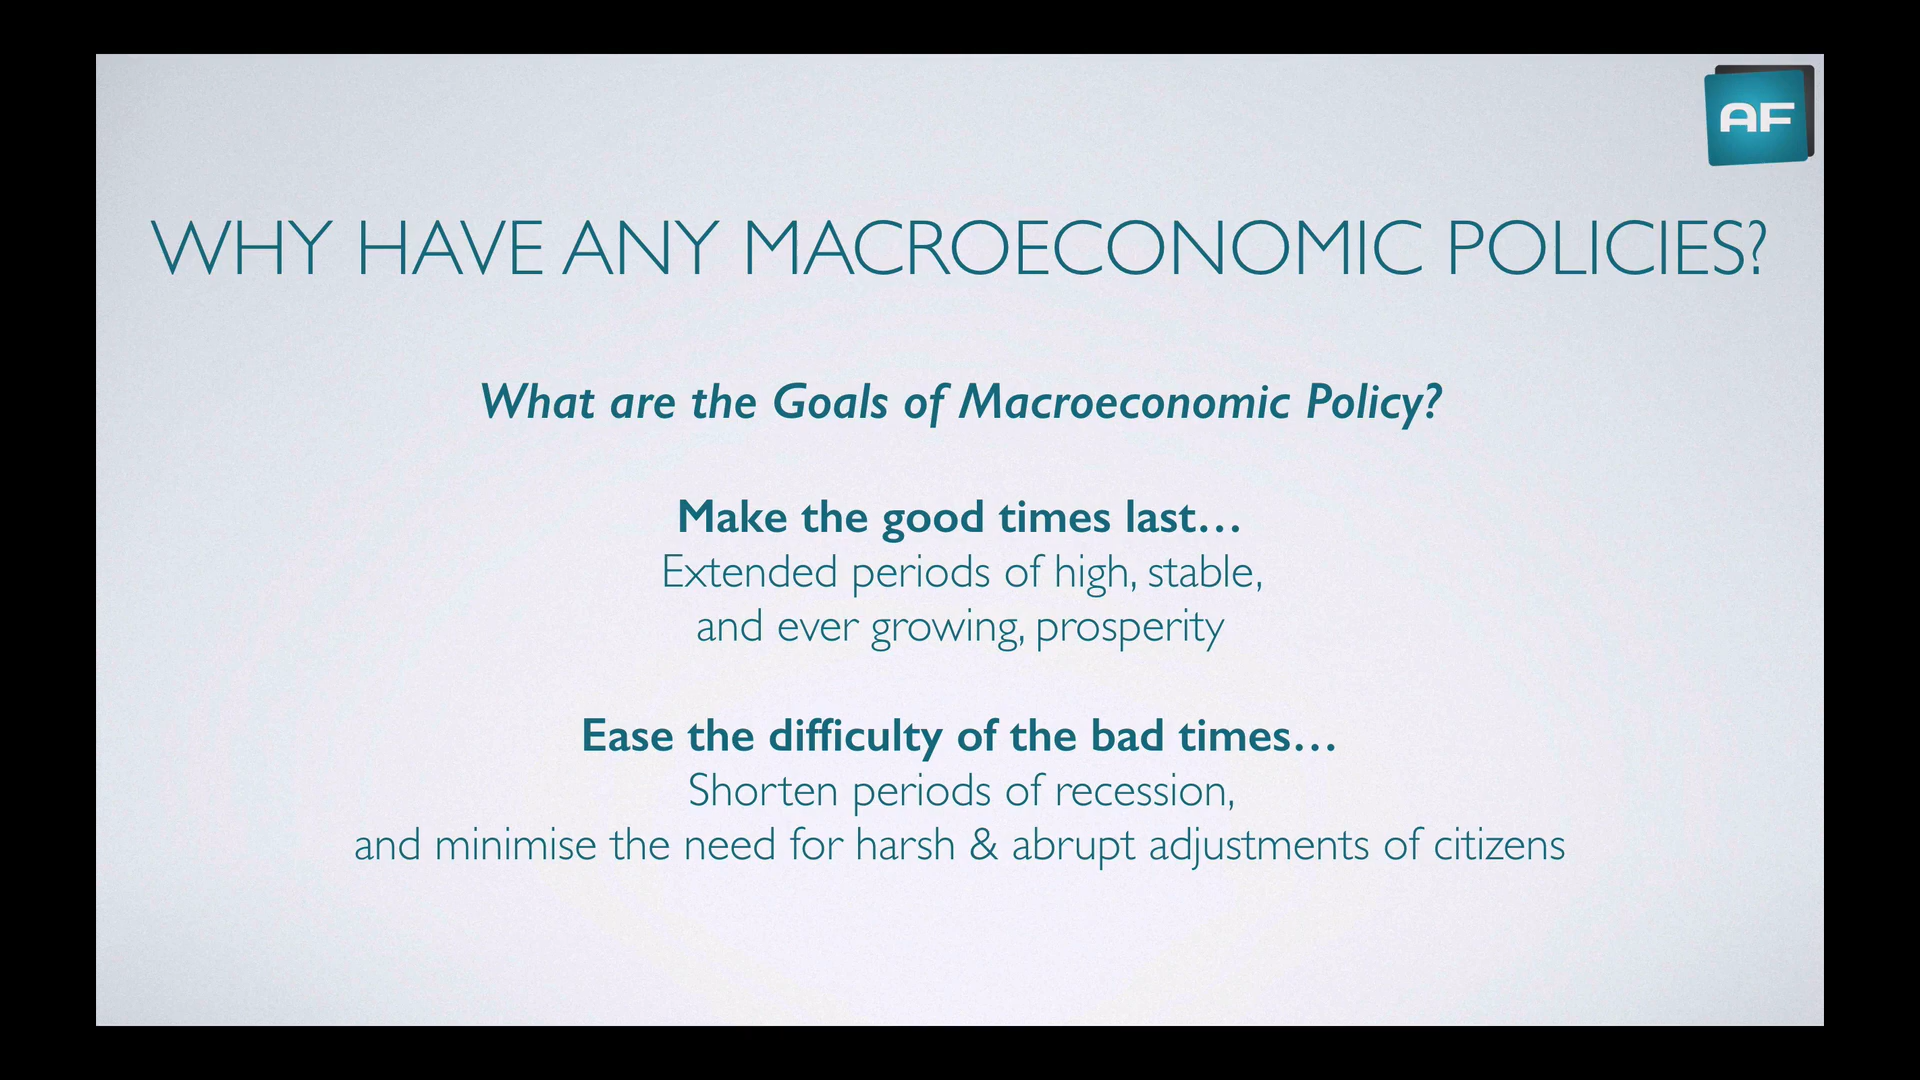 AF
WHY HAVE ANY MACROECONOMIC POLICIES?
What are the Goals of Macroeconomic Policy?
Make the good times last…
Extended periods of high, stable,
and ever growing, prosperity
Ease the difficulty of the bad times…
Shorten periods of recession,
and minimise the need for harsh & abrupt adjustments of citizens